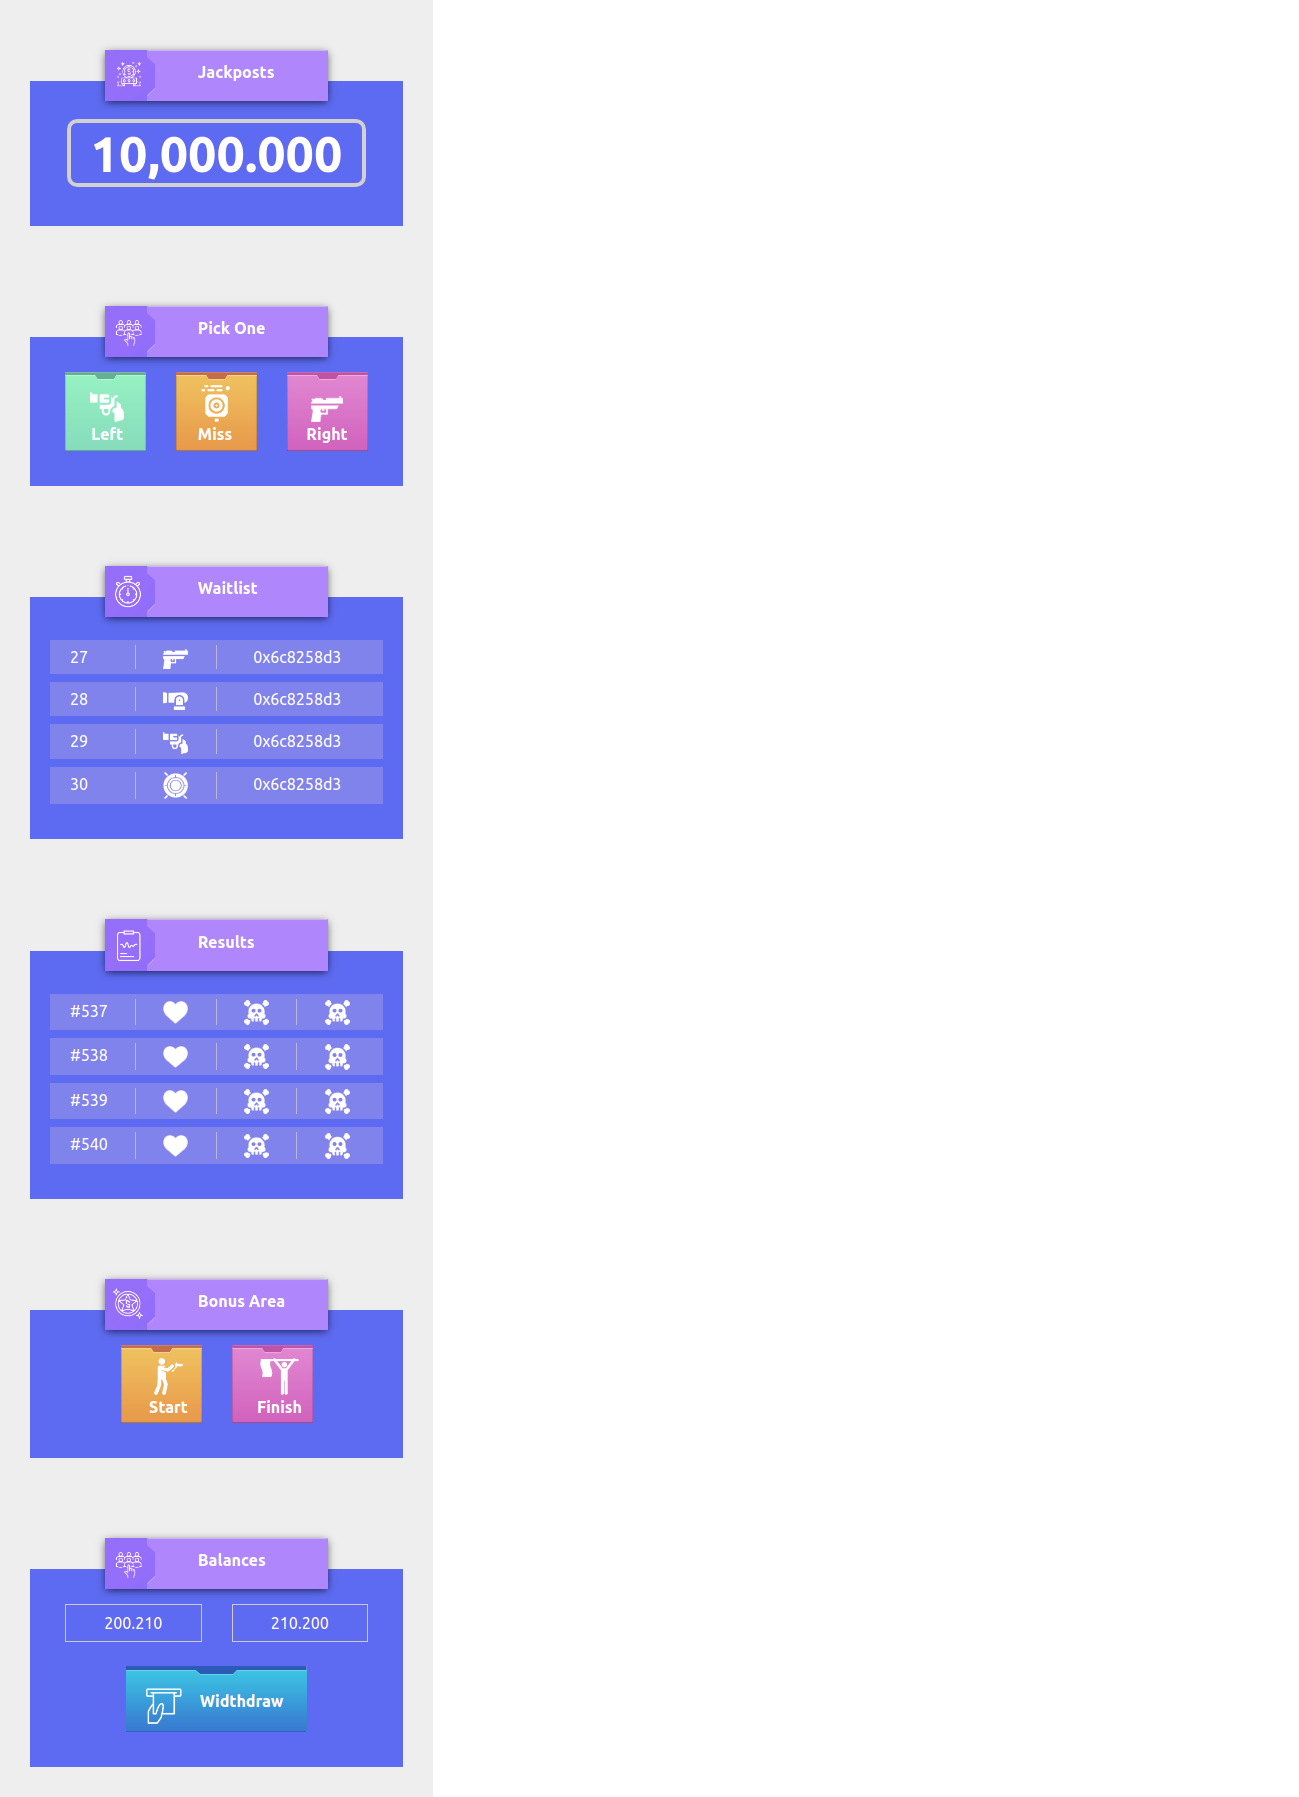 Jackposts
10,000.000
Pick One
Left Miss Right
Waitlist
27 0x6c8258d3
28 0x6c8258d3
29 0x6c8258d3
30 0x6c8258d3
Results
#537
#538
#539
#540
Bonus Area
Start Finish
Balances
200.210 210.200
Widthdraw